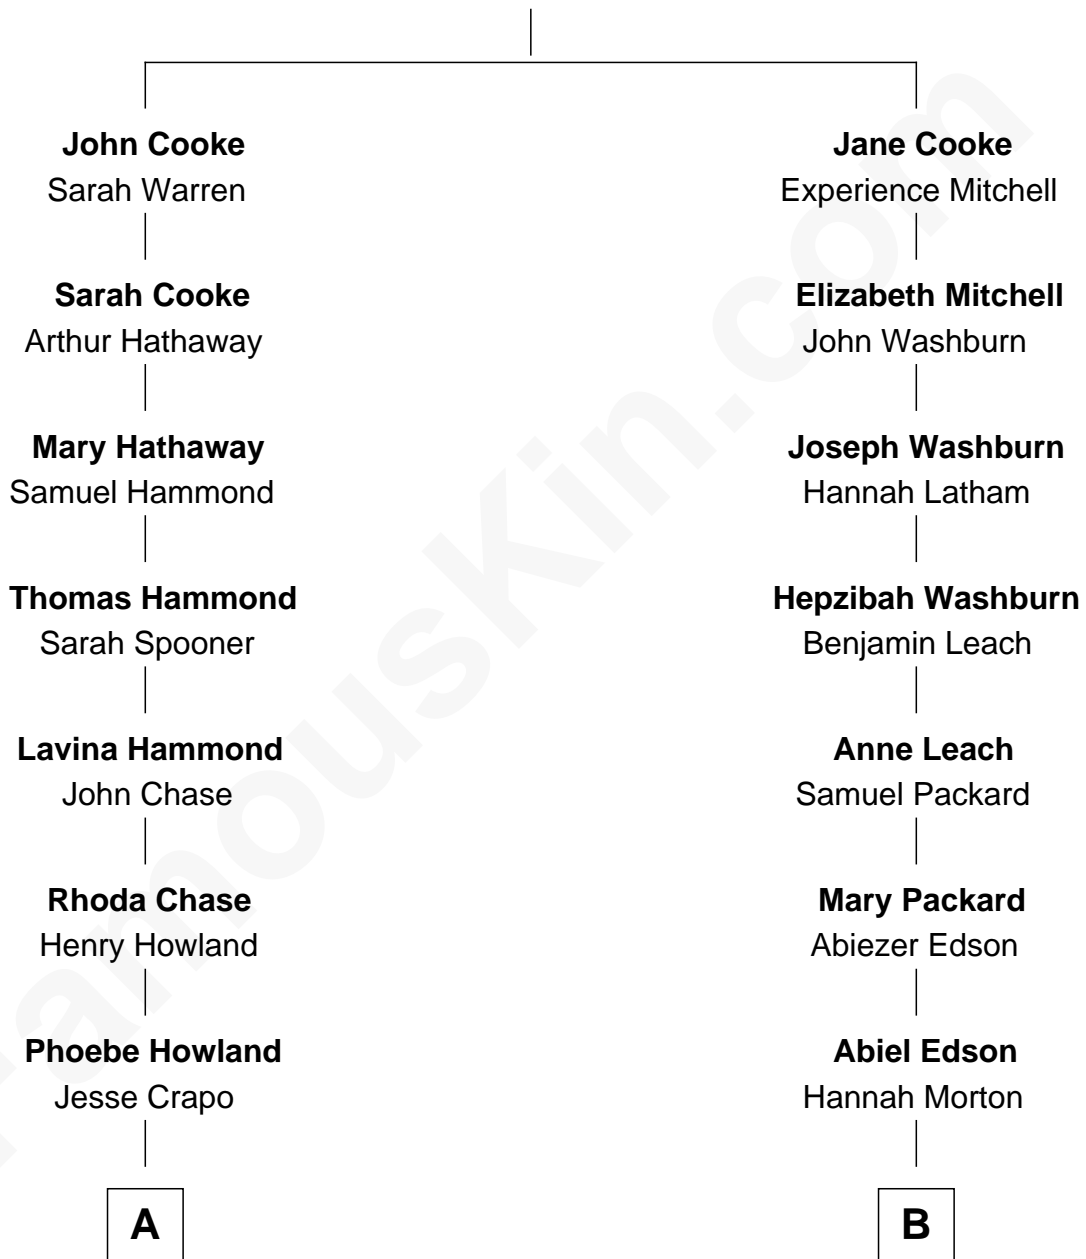 John Cooke
Sarah Warren
Sarah Cooke
Arthur Hathaway
Mary Hathaway
Samuel Hammond
Thomas Hammond
Sarah Spooner
Lavina Hammond
John Chase
Rhoda Chase
Henry Howland
Phoebe Howland
Jesse Crapo
A
Jane Cooke
Experience Mitchell
Elizabeth Mitchell
John Washburn
Joseph Washburn
Hannah Latham
Hepzibah Washburn
Benjamin Leach
Anne Leach
Samuel Packard
Mary Packard
Abiezer Edson
Abiel Edson
Hannah Morton
B
FamousKin.com